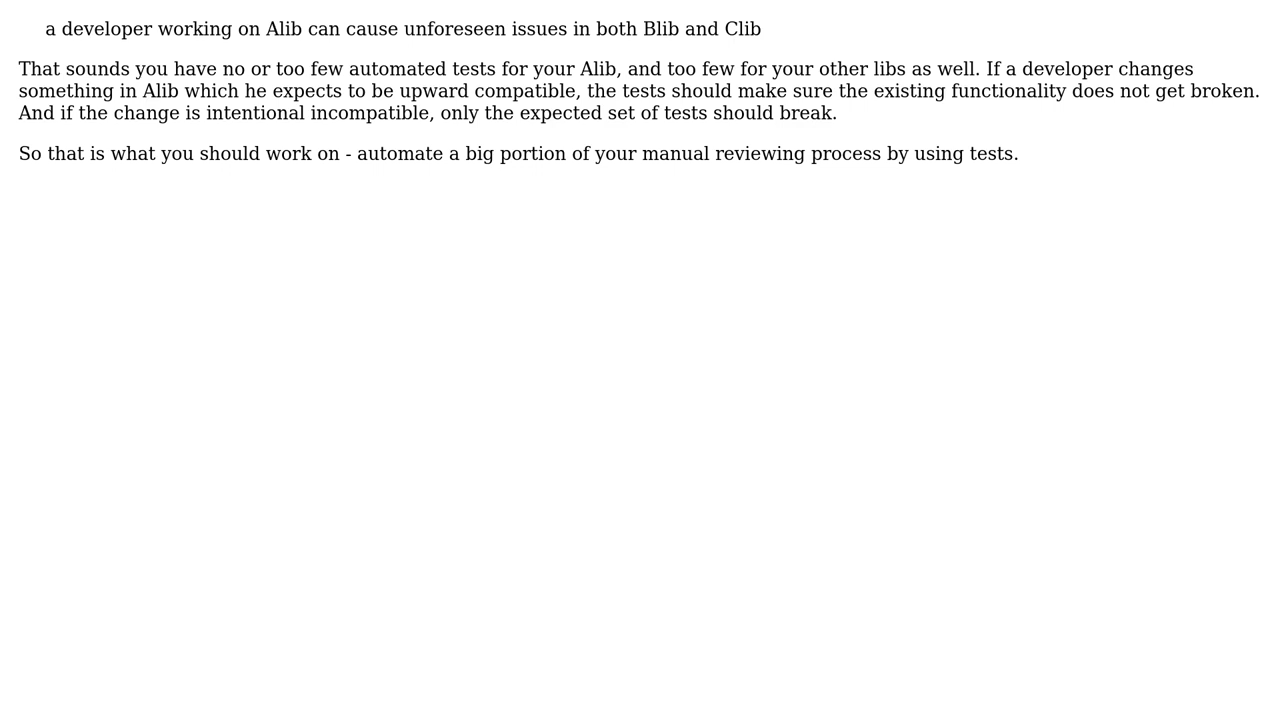 a developer working on Alib can cause unforeseen issues in both Blib and Clib
That sounds you have no or too few automated tests for your Alib, and too few for your other libs as well. If a developer changes
something in Alib which he expects to be upward compatible, the tests should make sure the existing functionality does not get broken.
And if the change is intentional incompatible, only the expected set of tests should break.
So that is what you should work on - automate a big portion of your manual reviewing process by using tests.